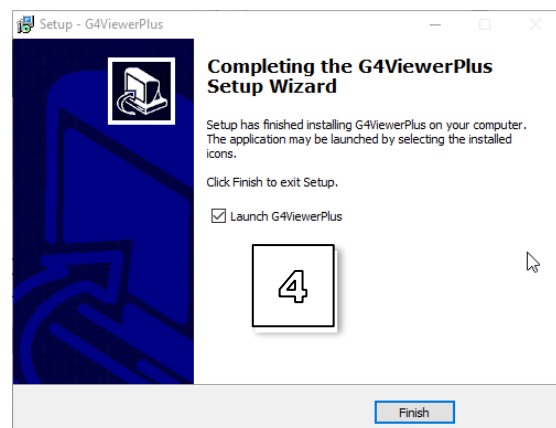 Setup - G4ViewerPlus
Completing the G4ViewerPlus
Setup Wizard
Setup has finished installing G4ViewerPlus on your computer.
The application may be launched by selecting the installed
icons.
Click Finish to exit Setup.
Launch G4ViewerPlus
4
Finish